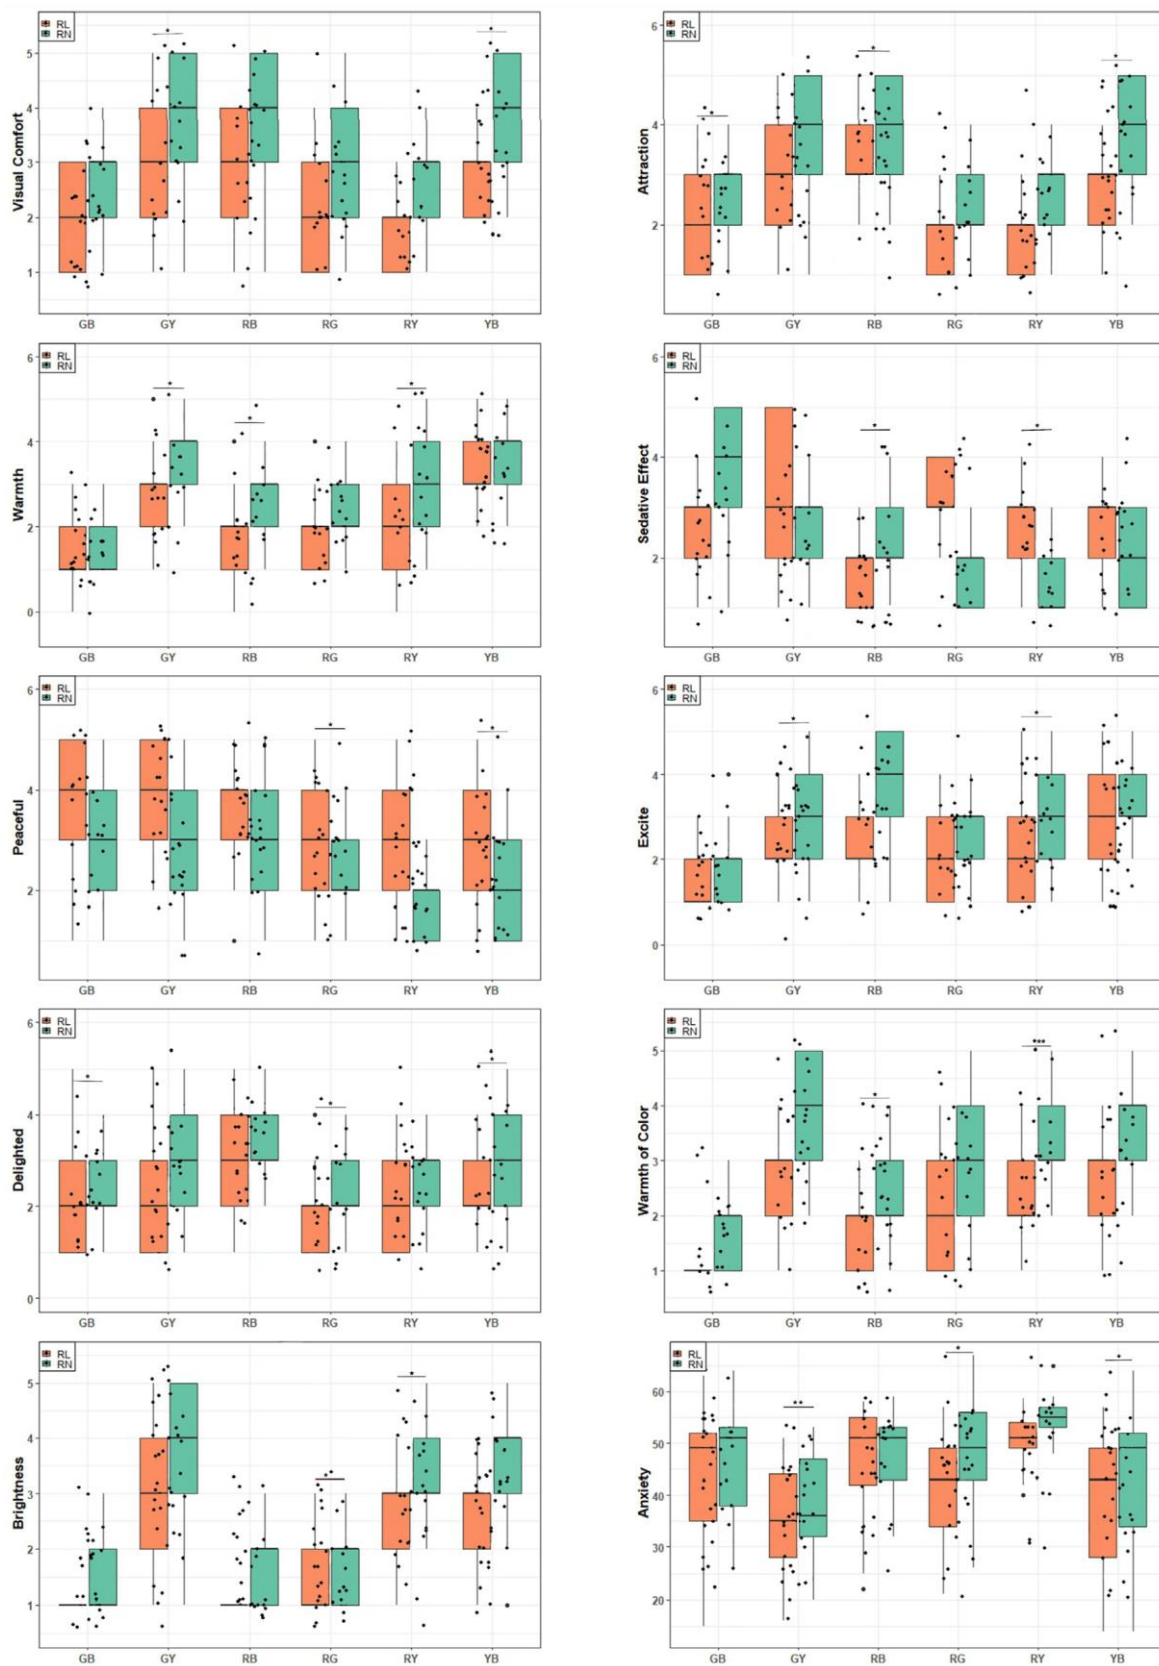 RL
RN
Visual Comfort
5
4
3
2
1
GB GY RB RG RY YB
RL
RN
Attraction
6
4
2
GB GY RB RG RY YB
RL
RN
Warmth
6
4
2
0
GB GY RB RG RY YB
RL
RN
Sedative Effect
6
4
2
GB GY RB RG RY YB
RL
RN
Peaceful
6
4
2
GB GY RB RG RY YB
RL
RN
Excite
6
4
2
0
GB GY RB RG RY YB
RL
RN
Delighted
6
4
2
0
GB GY RB RG RY YB
RL
RN
Warmth of Color
5
4
3
2
1
GB GY RB RG RY YB
RL
RN
Brightness
5
4
3
2
1
GB GY RB RG RY YB
RL
RN
Anxiety
60
50
40
30
20
GB GY RB RG RY YB